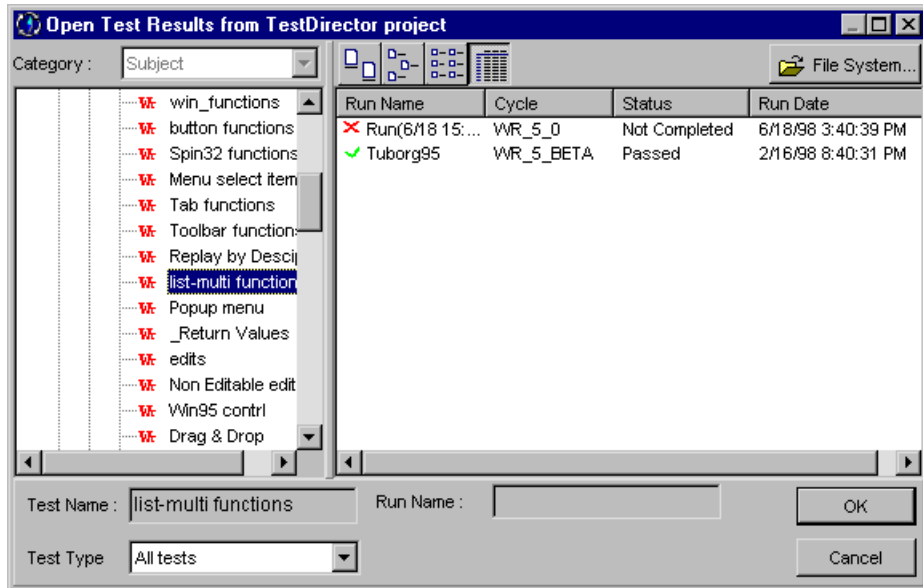 Open Test Results from TestDirector project
Category :
Subject
File System...
win_functions
button functions
Spin32 functions
Menu select item
Tab functions
Toolbar function
Replay by Descip
list-multi function
Popup menu
_Return Values
edits
Non Editable edit
Win95 contrl
Drag & Drop
Run Name Cycle Status Run Date
Run(6/18 15:... WR_5_0 Not Completed 6/18/98 3:40:39 PM
Tuborg95 WR_5_BETA Passed 2/16/98 8:40:31 PM
Test Name : list-multi functions
Run Name :
OK
Test Type All tests
Cancel